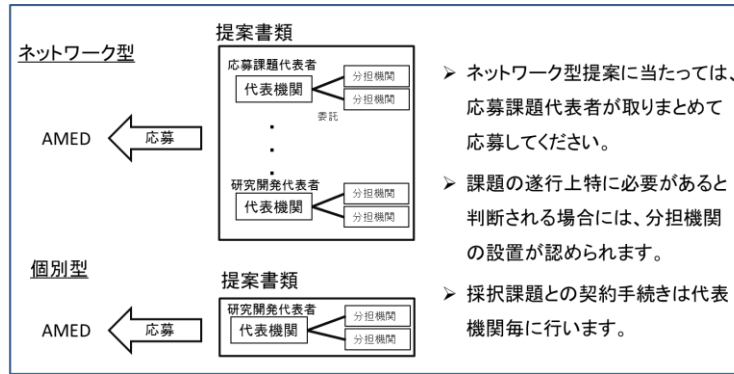 提案書類
ネットワーク型
応募課題代表者
代表機関
分担機関
分担機関
委託
AMED
応募
・
・
・
研究開発代表者
代表機関
分担機関
分担機関
個別型
提案書類
研究開発代表者
代表機関
分担機関
分担機関
AMED
応募
➢ ネットワーク型提案に当たっては、
応募課題代表者が取りまとめて
応募してください。
➢ 課題の遂行上特に必要があると
判断される場合には、分担機関
の設置が認められます。
➢ 採択課題との契約手続きは代表
機関毎に行います。